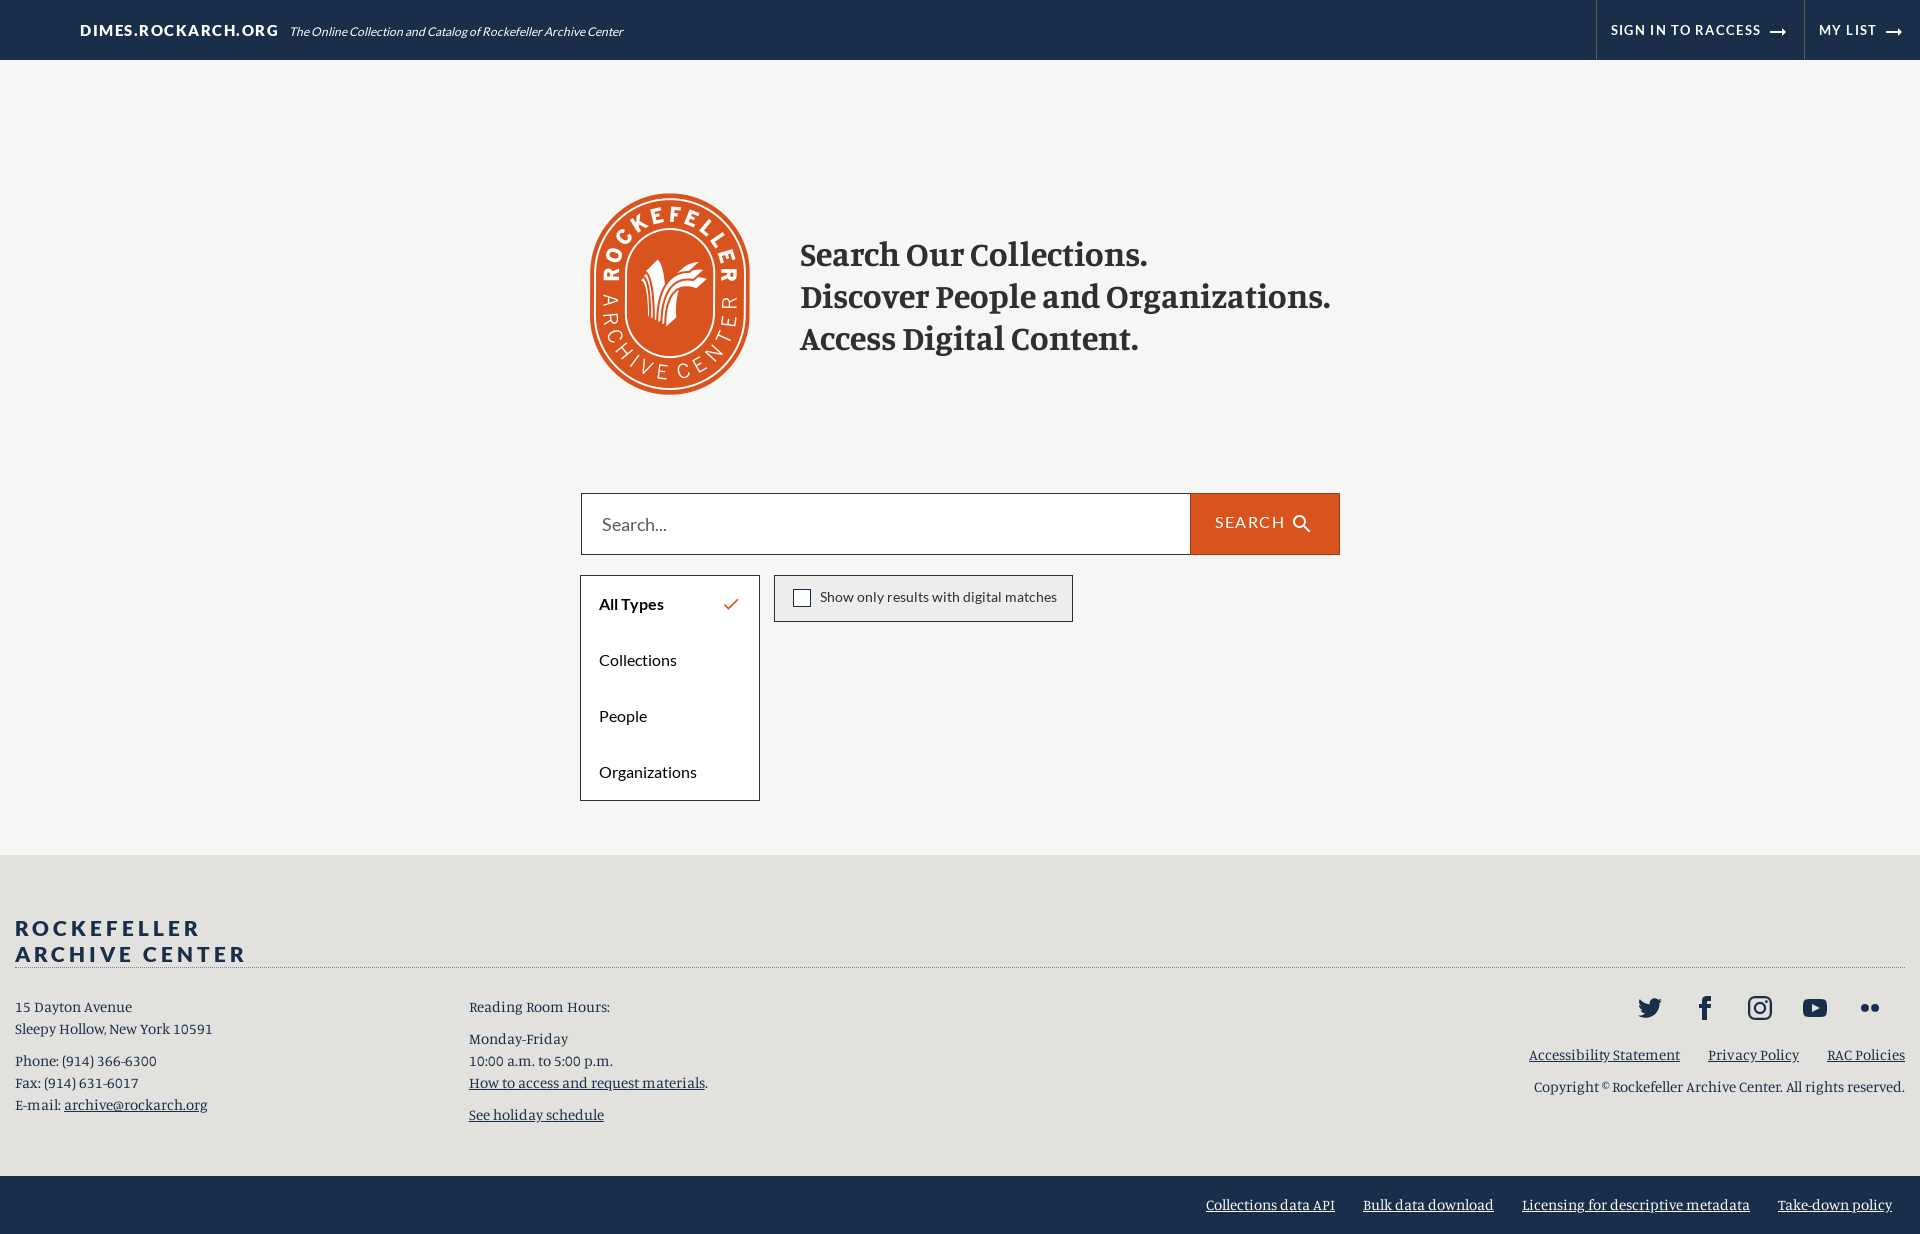 DIMES.ROCKARCH.ORG The Online Collection and Catalog of Rockefeller Archive Center
SIGN IN TO RACCESS
MY LIST
ROCKEFELLER
ARCHIVE CENTER
Search Our Collections.
Discover People and Organizations.
Access Digital Content.
Search...
SEARCH
All Types
Collections
People
Organizations
Show only results with digital matches
ROCKEFELLER
ARCHIVE CENTER
15 Dayton Avenue
Sleepy Hollow, New York 10591
Phone: (914) 366-6300
Fax: (914) 631-6017
E-mail: archive@rockarch.org
Reading Room Hours:
Monday-Friday
10:00 a.m. to 5:00 p.m.
How to access and request materials.
See holiday schedule
Accessibility Statement
Privacy Policy
RAC Policies
Copyright © Rockefeller Archive Center. All rights reserved.
Collections data API
Bulk data download
Licensing for descriptive metadata
Take-down policy